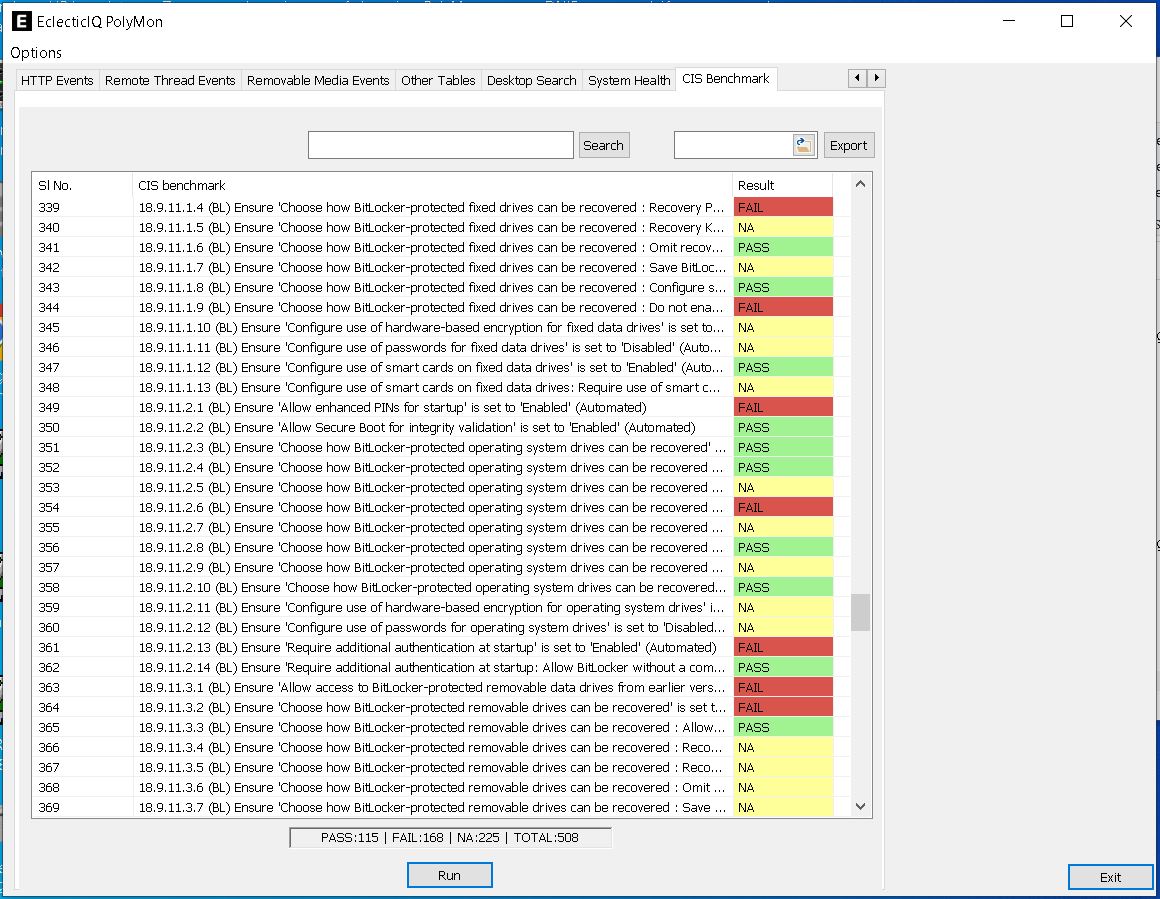 E EclecticIQ PolyMon
Options
HTTP Events Remote Thread Events Removable Media Events Other Tables Desktop Search System Health CIS Benchmark
Search Export
Sl No. CIS benchmark Result
339 18.9.11.1.4 (BL) Ensure 'Choose how BitLocker-protected fixed drives can be recovered : Recovery P... FAIL
340 18.9.11.1.5 (BL) Ensure 'Choose how BitLocker-protected fixed drives can be recovered : Recovery K... NA
341 18.9.11.1.6 (BL) Ensure 'Choose how BitLocker-protected fixed drives can be recovered : Omit recov... PASS
342 18.9.11.1.7 (BL) Ensure 'Choose how BitLocker-protected fixed drives can be recovered : Save BitLoc... NA
343 18.9.11.1.8 (BL) Ensure 'Choose how BitLocker-protected fixed drives can be recovered : Configure s... PASS
344 18.9.11.1.9 (BL) Ensure 'Choose how BitLocker-protected fixed drives can be recovered : Do not ena... FAIL
345 18.9.11.1.10 (BL) Ensure 'Configure use of hardware-based encryption for fixed data drives' is set to... NA
346 18.9.11.1.11 (BL) Ensure 'Configure use of passwords for fixed data drives' is set to 'Disabled' (Auto... NA
347 18.9.11.1.12 (BL) Ensure 'Configure use of smart cards on fixed data drives' is set to 'Enabled' (Auto... PASS
348 18.9.11.1.13 (BL) Ensure 'Configure use of smart cards on fixed data drives: Require use of smart c... NA
349 18.9.11.2.1 (BL) Ensure 'Allow enhanced PINs for startup' is set to 'Enabled' (Automated) FAIL
350 18.9.11.2.2 (BL) Ensure 'Allow Secure Boot for integrity validation' is set to 'Enabled' (Automated) PASS
351 18.9.11.2.3 (BL) Ensure 'Choose how BitLocker-protected operating system drives can be recovered' ... PASS
352 18.9.11.2.4 (BL) Ensure 'Choose how BitLocker-protected operating system drives can be recovered ... PASS
353 18.9.11.2.5 (BL) Ensure 'Choose how BitLocker-protected operating system drives can be recovered ... NA
354 18.9.11.2.6 (BL) Ensure 'Choose how BitLocker-protected operating system drives can be recovered ... FAIL
355 18.9.11.2.7 (BL) Ensure 'Choose how BitLocker-protected operating system drives can be recovered ... NA
356 18.9.11.2.8 (BL) Ensure 'Choose how BitLocker-protected operating system drives can be recovered ... PASS
357 18.9.11.2.9 (BL) Ensure 'Choose how BitLocker-protected operating system drives can be recovered ... NA
358 18.9.11.2.10 (BL) Ensure 'Choose how BitLocker-protected operating system drives can be recovered... PASS
359 18.9.11.2.11 (BL) Ensure 'Configure use of hardware-based encryption for operating system drives' i... NA
360 18.9.11.2.12 (BL) Ensure 'Configure use of passwords for operating system drives' is set to 'Disabled... NA
361 18.9.11.2.13 (BL) Ensure 'Require additional authentication at startup' is set to 'Enabled' (Automated) FAIL
362 18.9.11.2.14 (BL) Ensure 'Require additional authentication at startup: Allow BitLocker without a com... PASS
363 18.9.11.3.1 (BL) Ensure 'Allow access to BitLocker-protected removable data drives from earlier vers... FAIL
364 18.9.11.3.2 (BL) Ensure 'Choose how BitLocker-protected removable drives can be recovered' is set t... FAIL
365 18.9.11.3.3 (BL) Ensure 'Choose how BitLocker-protected removable drives can be recovered : Allow... PASS
366 18.9.11.3.4 (BL) Ensure 'Choose how BitLocker-protected removable drives can be recovered : Reco... NA
367 18.9.11.3.5 (BL) Ensure 'Choose how BitLocker-protected removable drives can be recovered : Reco... NA
368 18.9.11.3.6 (BL) Ensure 'Choose how BitLocker-protected removable drives can be recovered : Omit ... NA
369 18.9.11.3.7 (BL) Ensure 'Choose how BitLocker-protected removable drives can be recovered : Save ... NA
PASS:115 | FAIL:168 | NA:225 | TOTAL:508
Run
Exit